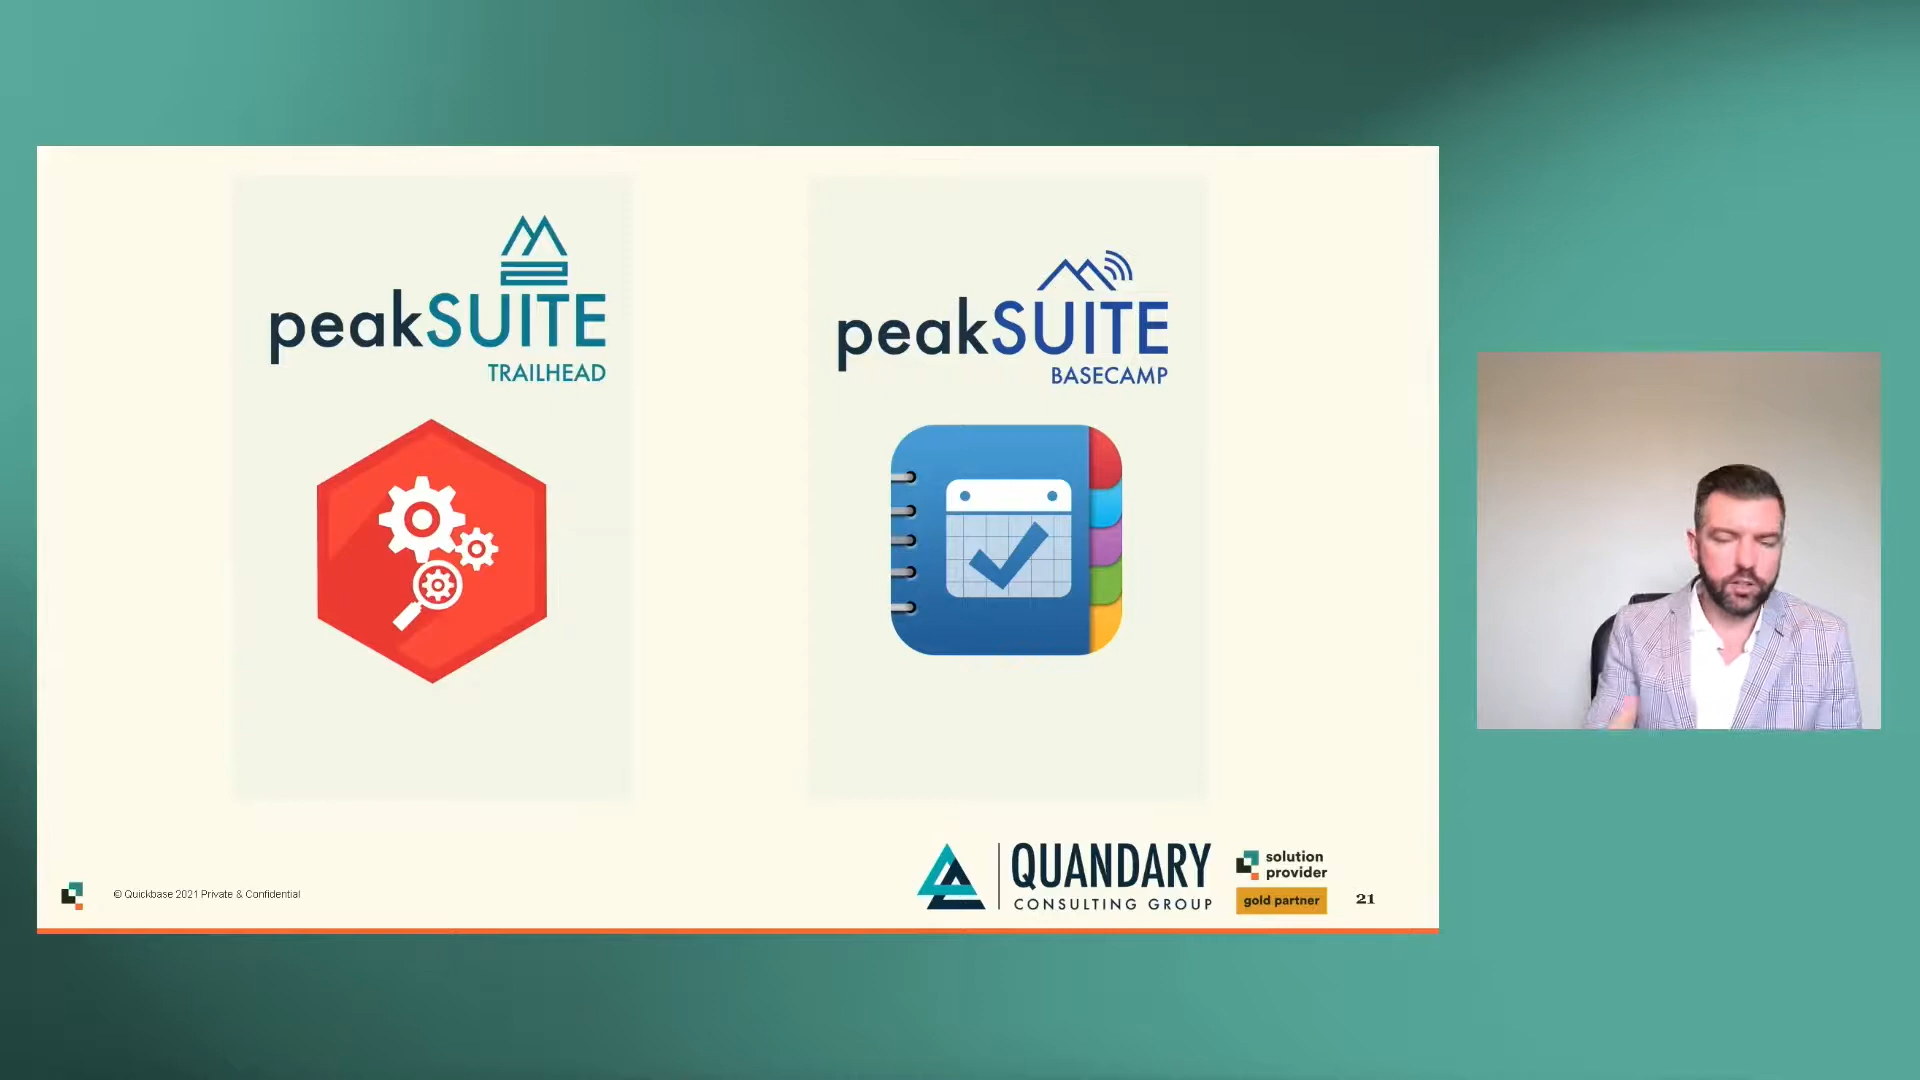 peakSUITE
TRAILHEAD
peakSUITE
BASECAMP
© Quickbase 2021 Private & Confidential
QUANDARY
CONSULTING GROUP
solution
provider
gold partner
21